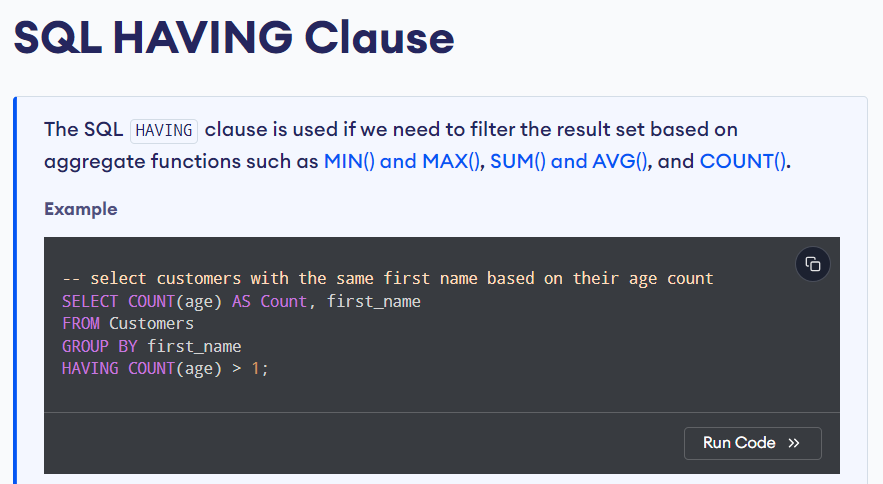 SQL HAVING Clause
The SQL HAVING clause is used if we need to filter the result set based on
aggregate functions such as MIN() and MAX(), SUM() and AVG(), and COUNT().
Example
-- select customers with the same first name based on their age count
SELECT COUNT(age) AS Count, first_name
FROM Customers
GROUP BY first_name
HAVING COUNT(age) > 1;
Run Code »